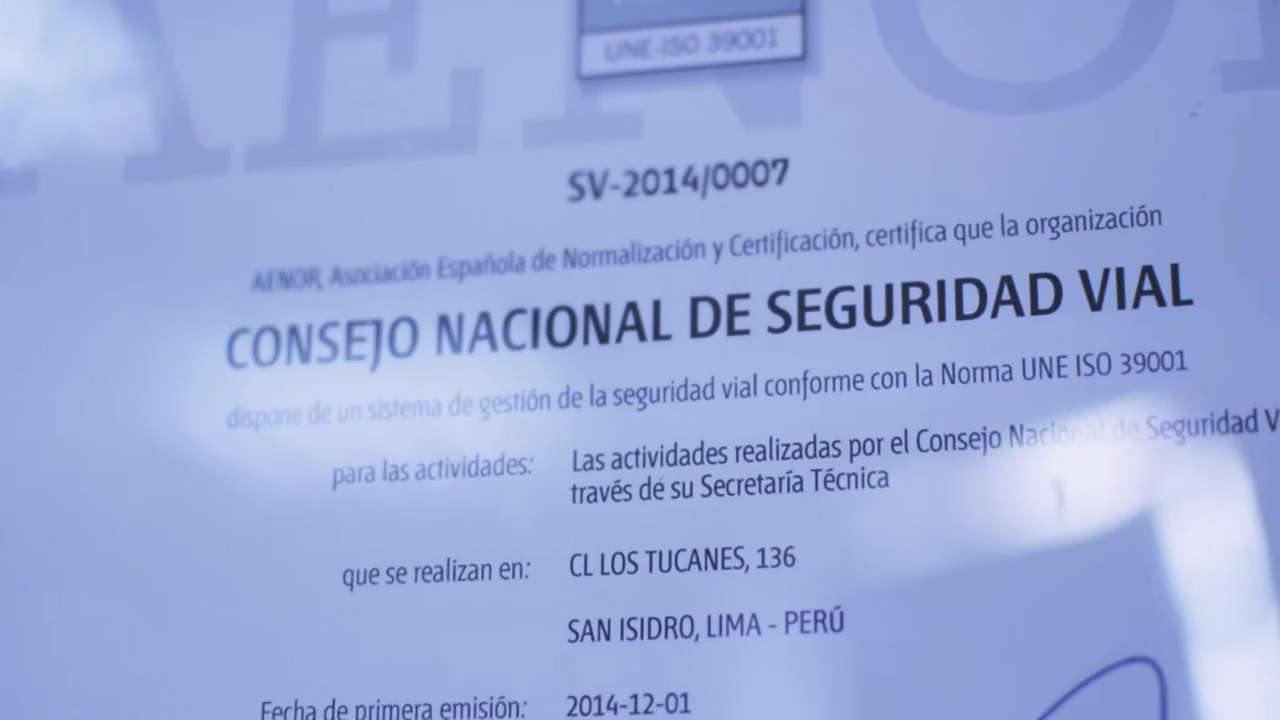 AENOR
UNE-ISO 39001
SV-2014/0007
AENOR, Asociación Española de Normalización y Certificación, certifica que la organización
CONSEJO NACIONAL DE SEGURIDAD VIAL
dispone de un sistema de gestión de la seguridad vial conforme con la Norma UNE ISO 39001
para las actividades: Las actividades realizadas por el Consejo Nacional de Seguridad V
través de su Secretaría Técnica
que se realizan en: CL LOS TUCANES, 136
SAN ISIDRO, LIMA - PERÚ
Fecha de primera emisión: 2014-12-01